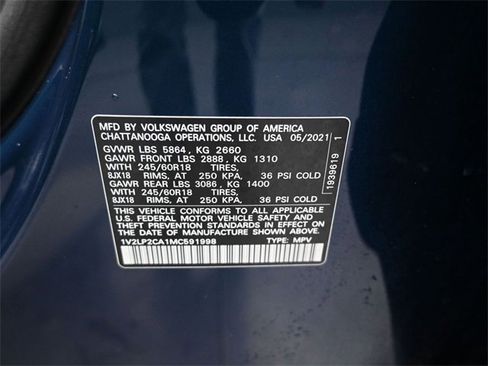 MFD BY VOLKSWAGEN GROUP OF AMERICA
CHATTANOOGA OPERATIONS, LLC. USA 05/2021
GVWR LBS 5864, KG 2660
GAWR FRONT LBS 2888, KG 1310
WITH 245/60R18 TIRES,
8JX18 RIMS, AT 250 KPA, 36 PSI COLD
GAWR REAR LBS 3086, KG 1400
WITH 245/60R18 TIRES,
8JX18 RIMS, AT 250 KPA, 36 PSI COLD
THIS VEHICLE CONFORMS TO ALL APPLICABLE
U.S. FEDERAL MOTOR VEHICLE SAFETY AND
THEFT PREVENTION STANDARDS IN EFFECT ON
THE DATE OF MANUFACTURE SHOWN ABOVE
1V2LP2CA1MC591998 TYPE: MPV
1939619 1